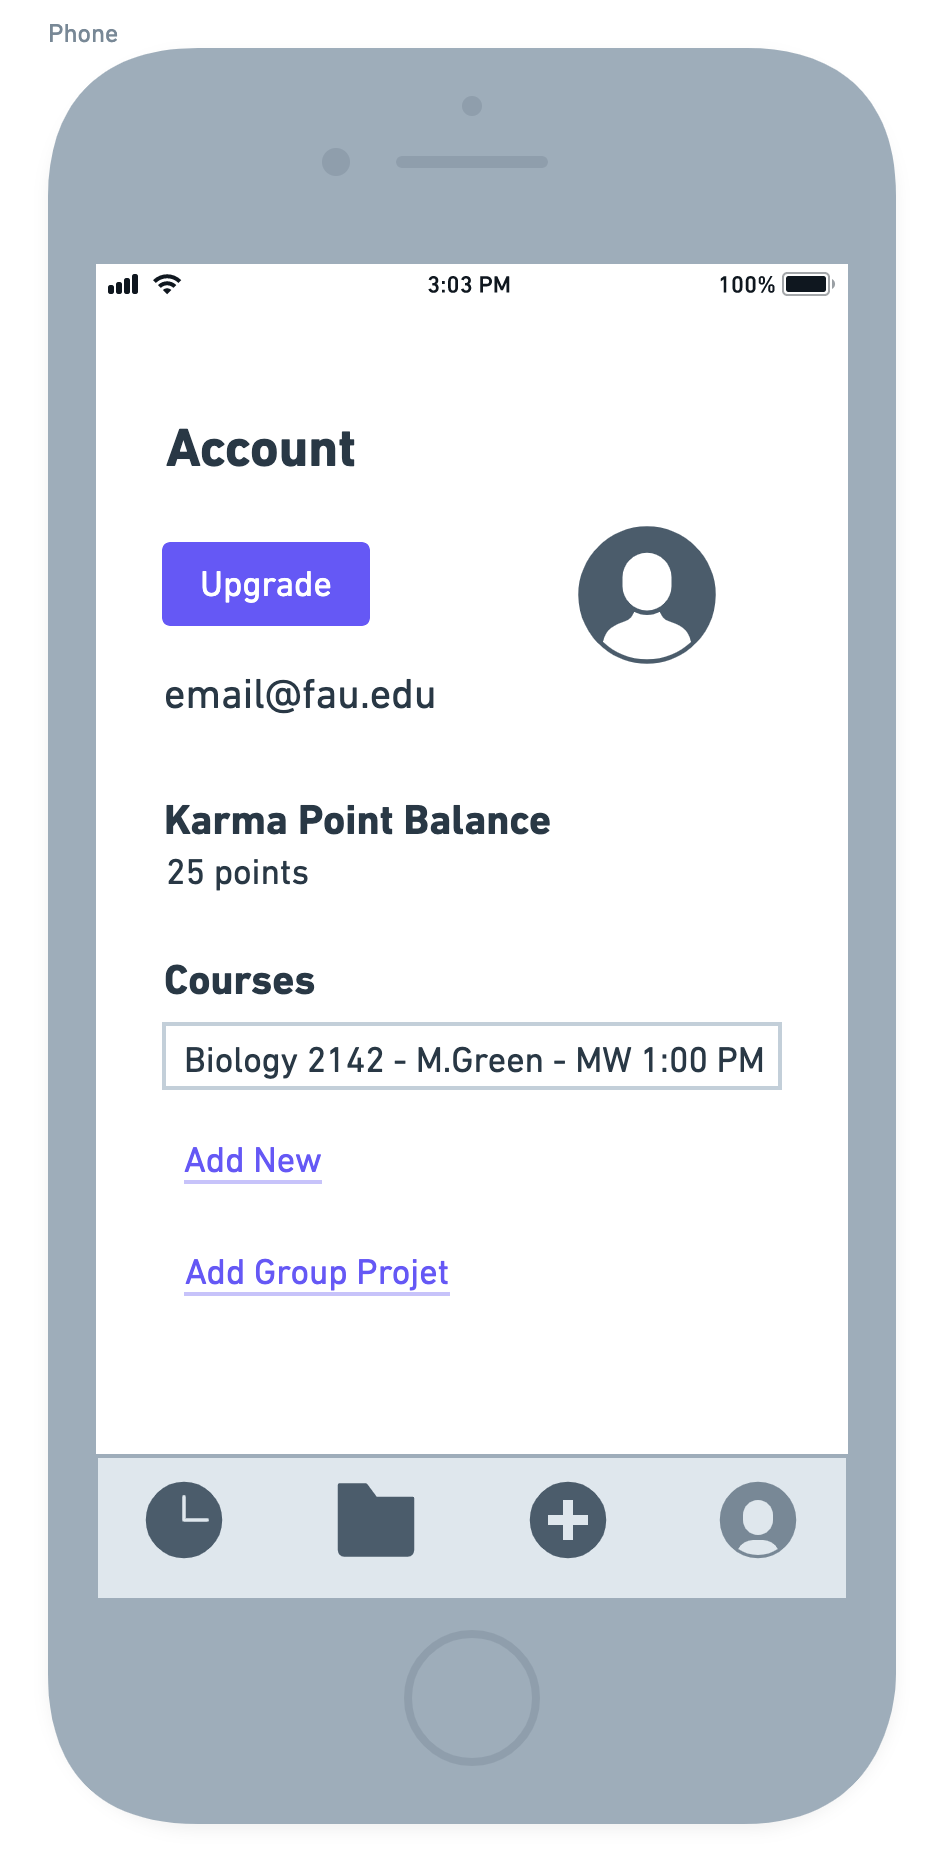 Phone
3:03 PM
100%
Account
Upgrade
email@fau.edu
Karma Point Balance
25 points
Courses
Biology 2142 - M.Green - MW 1:00 PM
Add New
Add Group Projet